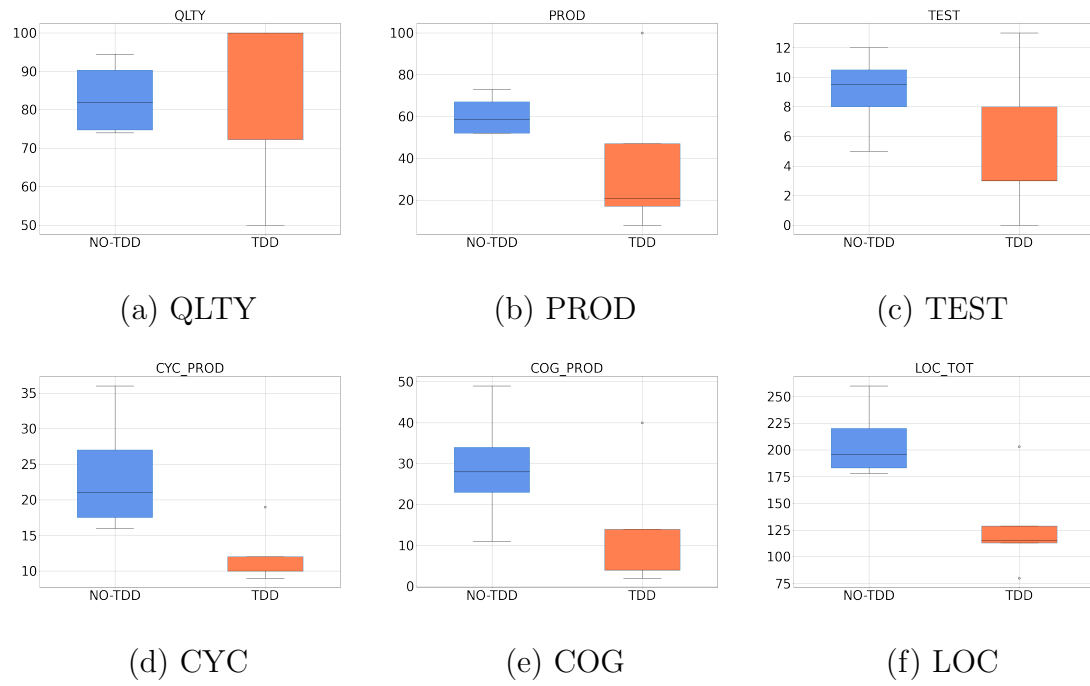 QLTY
100
90
80
70
60
50
NO-TDD TDD
(a) QLTY
PROD
100
80
60
40
20
NO-TDD TDD
(b) PROD
TEST
12
10
8
6
4
2
0
NO-TDD TDD
(c) TEST
CYC_PROD
35
30
25
20
15
10
NO-TDD TDD
(d) CYC
COG_PROD
50
40
30
20
10
0
NO-TDD TDD
(e) COG
LOC_TOT
250
225
200
175
150
125
100
75
NO-TDD TDD
(f) LOC